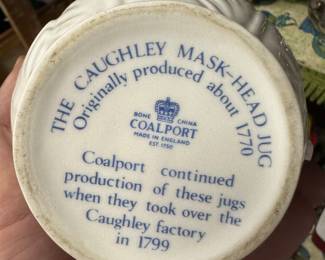 THE CAUGHLEY MASK-HEAD JUG
Originally produced about 1770
BONE CHINA
COALPORT
MADE IN ENGLAND
EST. 1750
Coalport continued
production of these jugs
when they took over the
Caughley factory
in 1799